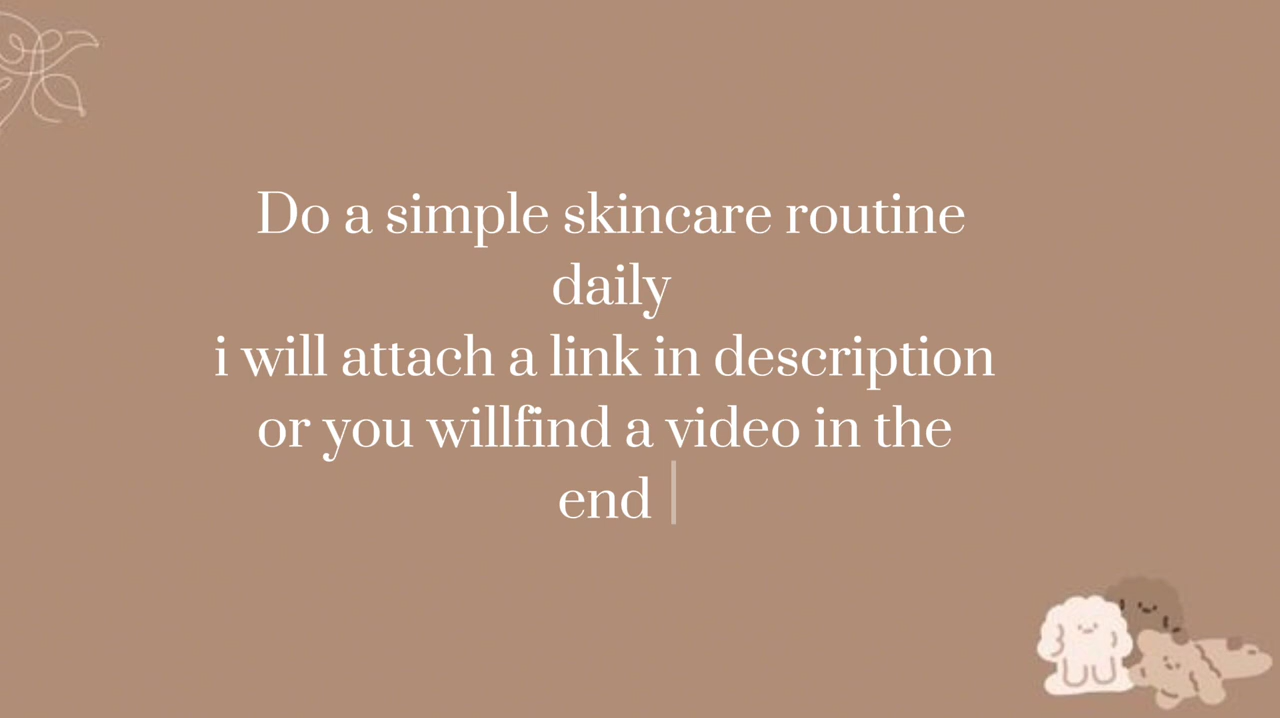 Do a simple skincare routine
daily
i will attach a link in description
or you willfind a video in the
end